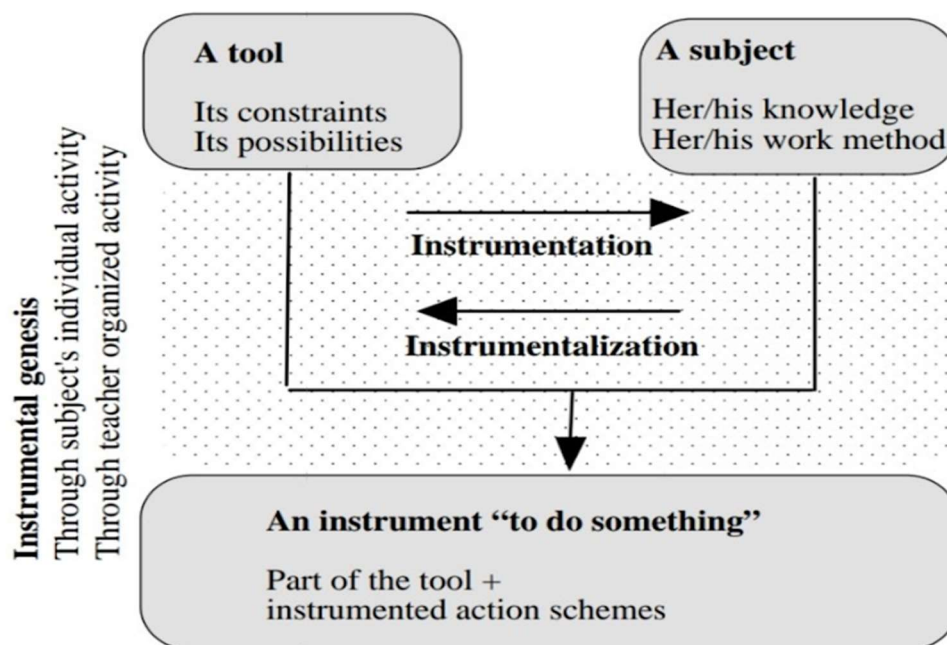 A tool
Its constraints
Its possibilities
A subject
Her/his knowledge
Her/his work method
Instrumentation
Instrumentalization
Instrumental genesis
Through subject's individual activity
Through teacher organized activity
An instrument “to do something”
Part of the tool +
instrumented action schemes